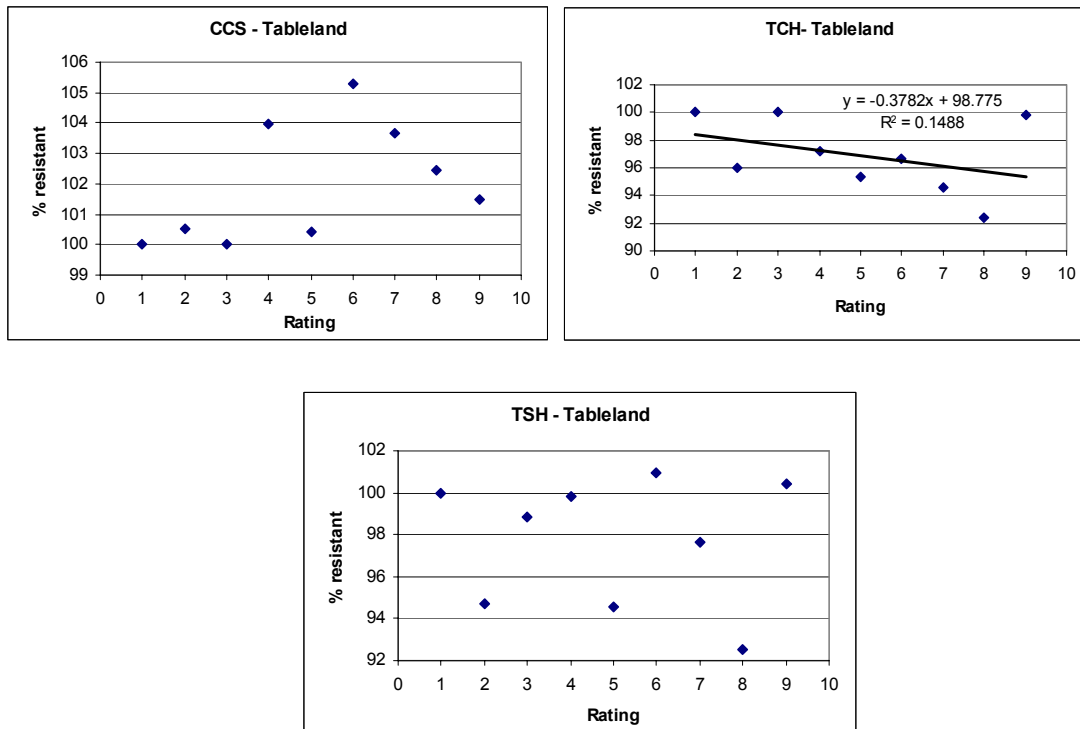 CCS - Tableland
106
105
104
103
102
101
100
99
0 1 2 3 4 5 6 7 8 9 10
% resistant
Rating
TCH- Tableland
102
100
98
96
94
92
90
0 1 2 3 4 5 6 7 8 9 10
% resistant
Rating
y = -0.3782x + 98.775
R² = 0.1488
TSH - Tableland
102
100
98
96
94
92
0 1 2 3 4 5 6 7 8 9 10
% resistant
Rating